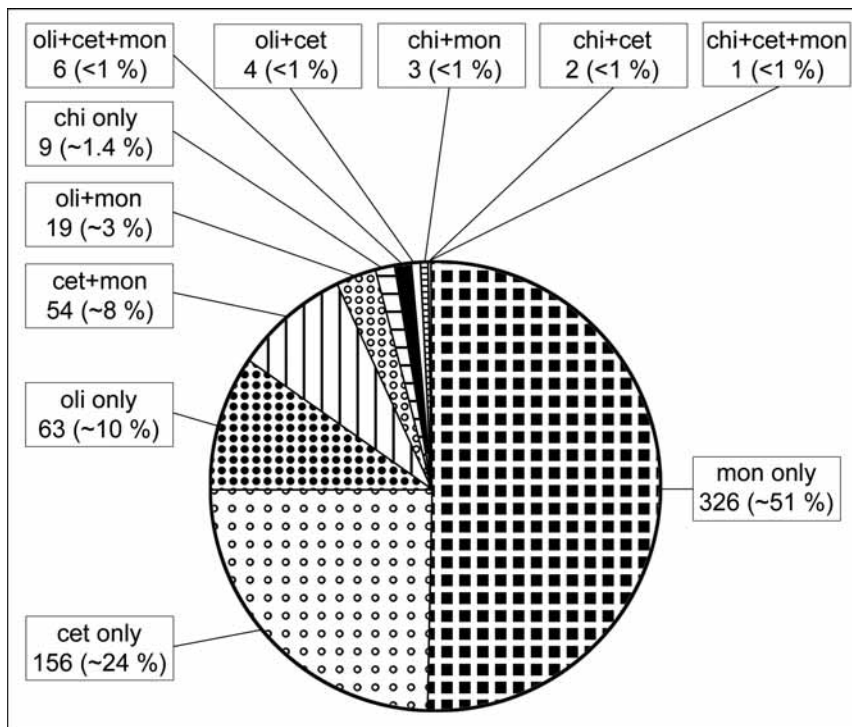 oli+cet+mon
6 (<1 %)
oli+cet
4 (<1 %)
chi+mon
3 (<1 %)
chi+cet
2 (<1 %)
chi+cet+mon
1 (<1 %)
chi only
9 (~1.4 %)
oli+mon
19 (~3 %)
cet+mon
54 (~8 %)
oli only
63 (~10 %)
mon only
326 (~51 %)
cet only
156 (~24 %)